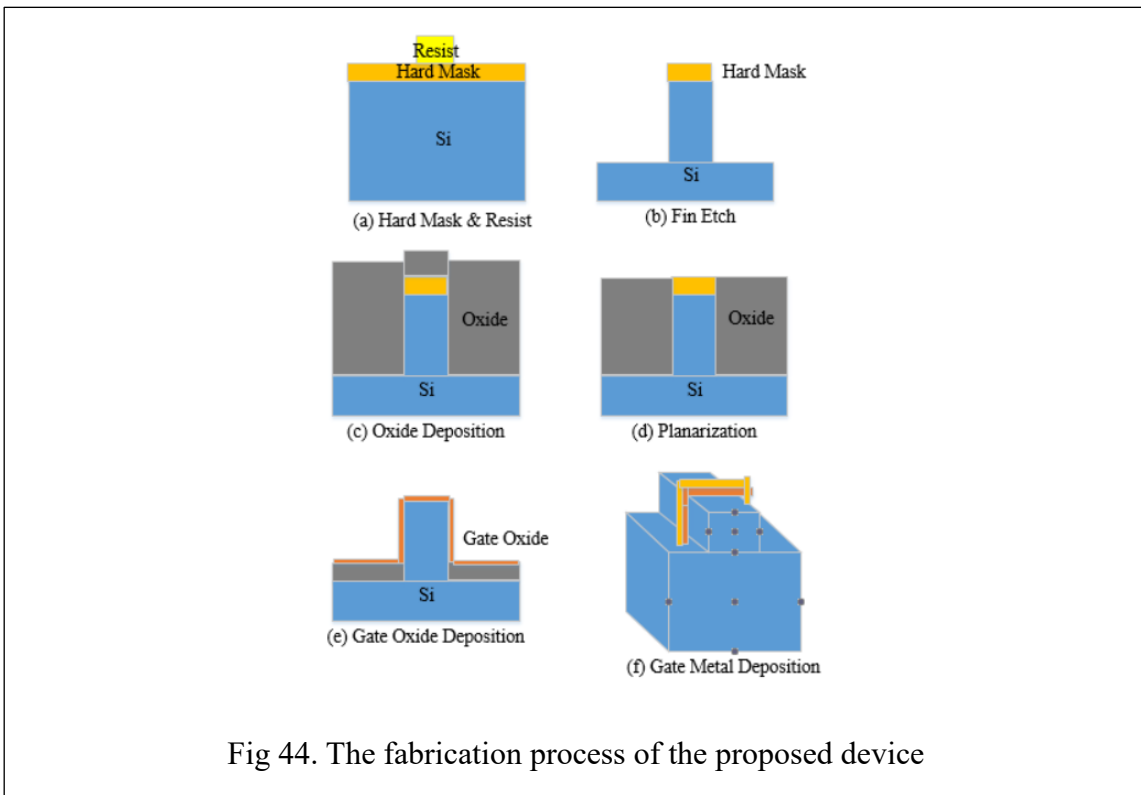 Resist
Hard Mask
Si
(a) Hard Mask & Resist
Hard Mask
Si
(b) Fin Etch
Oxide
Si
(c) Oxide Deposition
Oxide
Si
(d) Planarization
Gate Oxide
Si
(e) Gate Oxide Deposition
(f) Gate Metal Deposition
Fig 44. The fabrication process of the proposed device